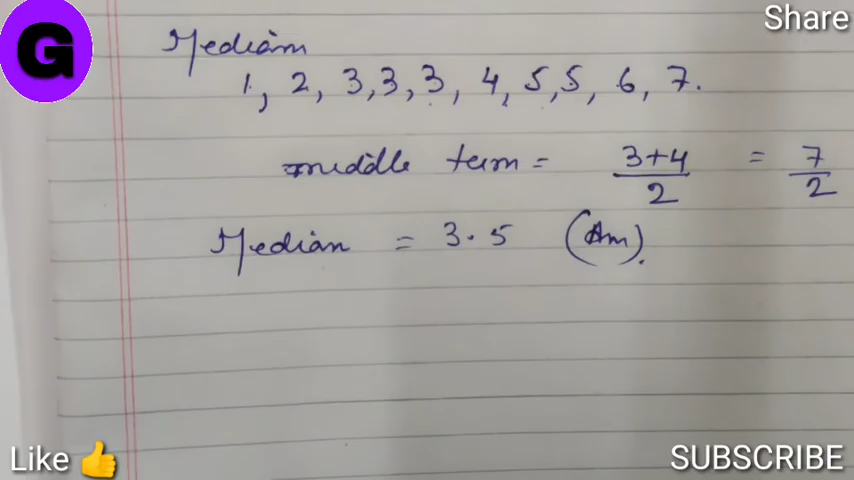 G
Share
Median
1, 2, 3,3,3, 4,5,5, 6,7.
middle term = 3+4/2 = 7/2
Median = 3.5 (Ans).
Like 👍
SUBSCRIBE